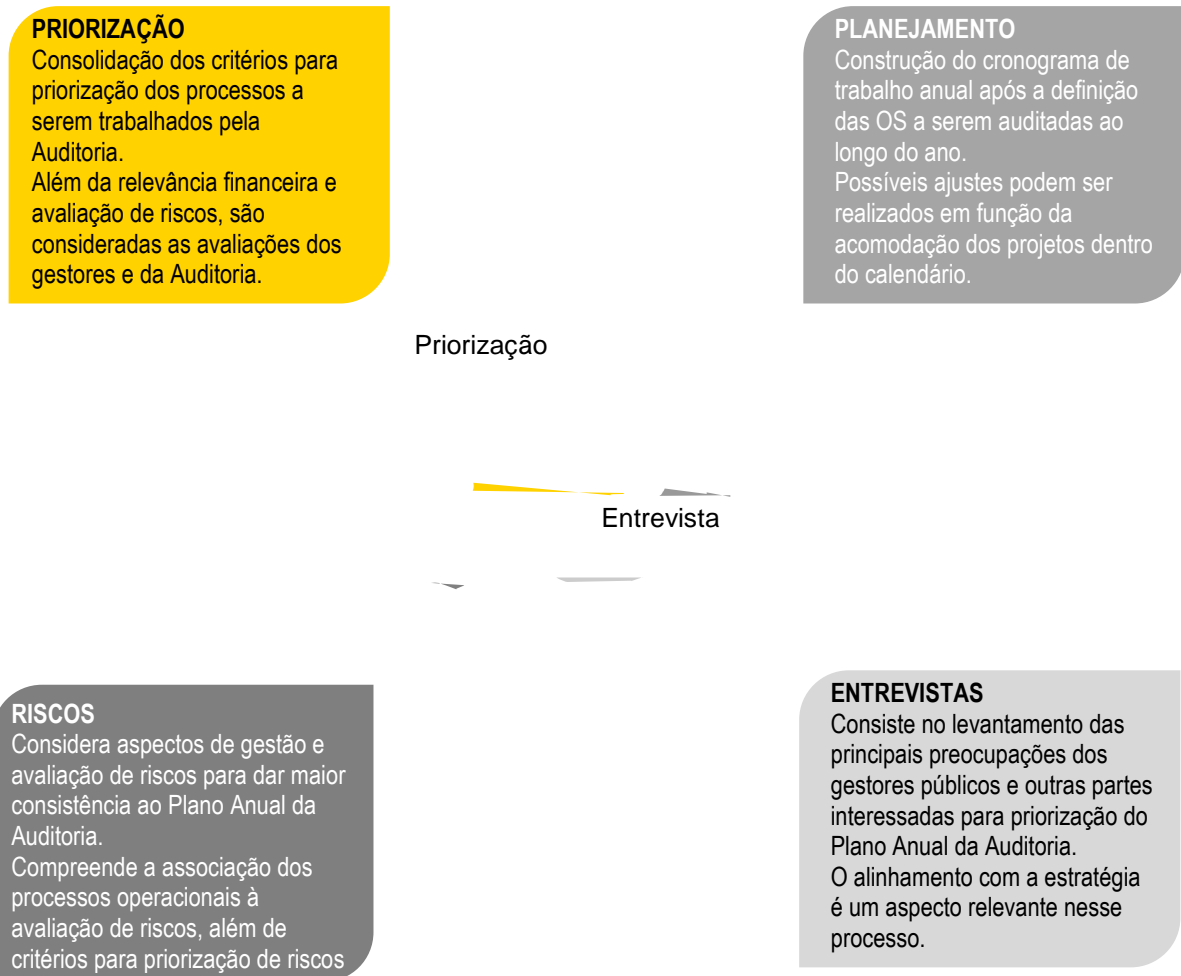 PRIORIZAÇÃO
Consolidação dos critérios para
priorização dos processos a
serem trabalhados pela
Auditoria.
Além da relevância financeira e
avaliação de riscos, são
consideradas as avaliações dos
gestores e da Auditoria.
PLANEJAMENTO
Construção do cronograma de
trabalho anual após a definição
das OS a serem auditadas ao
longo do ano.
Possíveis ajustes podem ser
realizados em função da
acomodação dos projetos dentro
do calendário.
Priorização
Entrevista
RISCOS
Considera aspectos de gestão e
avaliação de riscos para dar maior
consistência ao Plano Anual da
Auditoria.
Compreende a associação dos
processos operacionais à
avaliação de riscos, além de
critérios para priorização de riscos
ENTREVISTAS
Consiste no levantamento das
principais preocupações dos
gestores públicos e outras partes
interessadas para priorização do
Plano Anual da Auditoria.
O alinhamento com a estratégia
é um aspecto relevante nesse
processo.